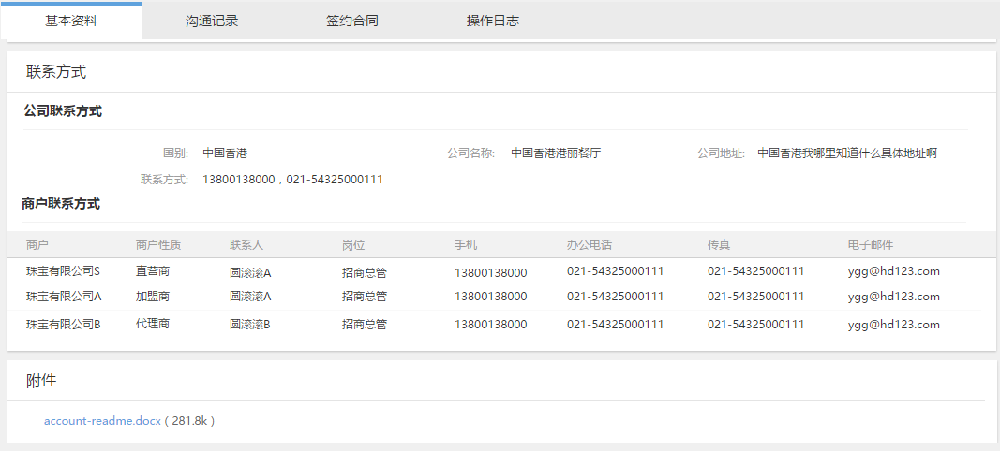 基本资料 沟通记录 签约合同 操作日志
联系方式
公司联系方式
国别: 中国香港 公司名称: 中国香港港丽餐厅 公司地址: 中国香港我哪里知道什么具体地址啊
联系方式: 13800138000，021-54325000111
商户联系方式
商户 商户性质 联系人 岗位 手机 办公电话 传真 电子邮件
珠宝有限公司S 直营商 圆滚滚A 招商总管 13800138000 021-54325000111 021-54325000111 ygg@hd123.com
珠宝有限公司A 加盟商 圆滚滚A 招商总管 13800138000 021-54325000111 021-54325000111 ygg@hd123.com
珠宝有限公司B 代理商 圆滚滚B 招商总管 13800138000 021-54325000111 021-54325000111 ygg@hd123.com
附件
account-readme.docx（281.8k）